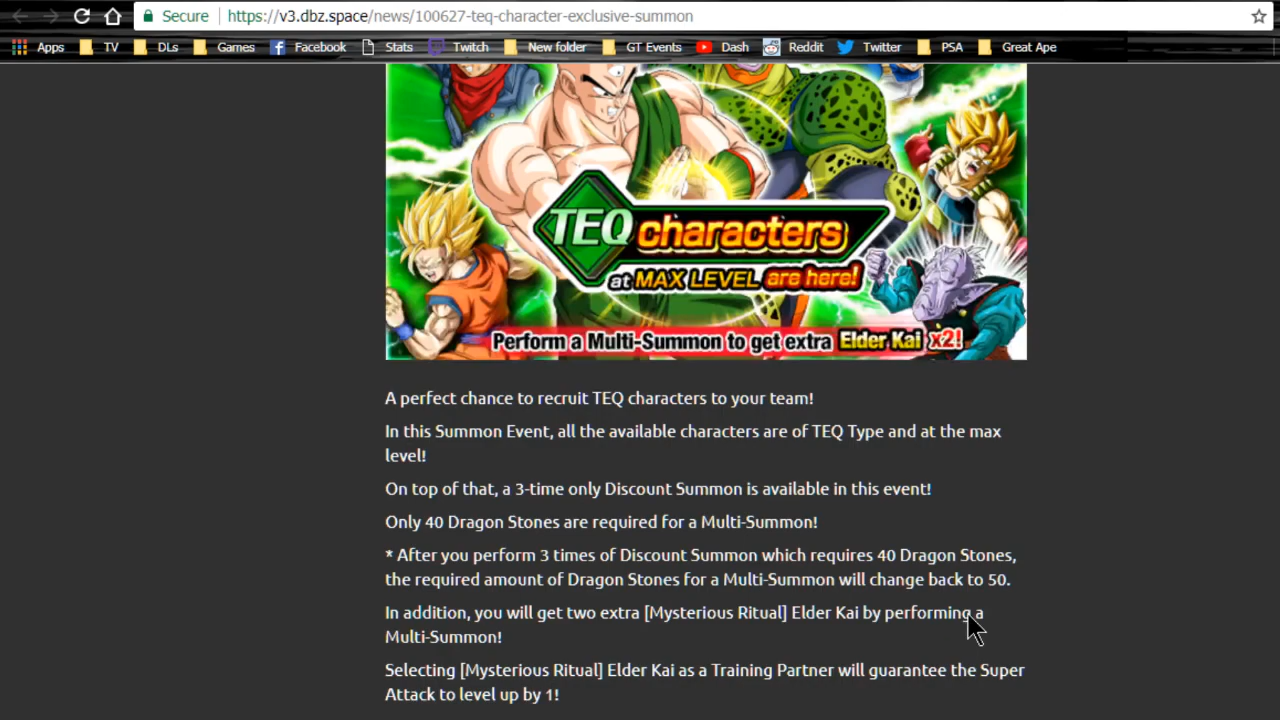 Secure https://v3.dbz.space/news/100627-teq-character-exclusive-summon
Apps TV DLs Games Facebook Stats Twitch New folder GT Events Dash Reddit Twitter PSA Great Ape
TEQ characters
at MAX LEVEL are here!
Perform a Multi-Summon to get extra Elder Kai x2!
A perfect chance to recruit TEQ characters to your team!
In this Summon Event, all the available characters are of TEQ Type and at the max
level!
On top of that, a 3-time only Discount Summon is available in this event!
Only 40 Dragon Stones are required for a Multi-Summon!
* After you perform 3 times of Discount Summon which requires 40 Dragon Stones,
the required amount of Dragon Stones for a Multi-Summon will change back to 50.
In addition, you will get two extra [Mysterious Ritual] Elder Kai by performing a
Multi-Summon!
Selecting [Mysterious Ritual] Elder Kai as a Training Partner will guarantee the Super
Attack to level up by 1!